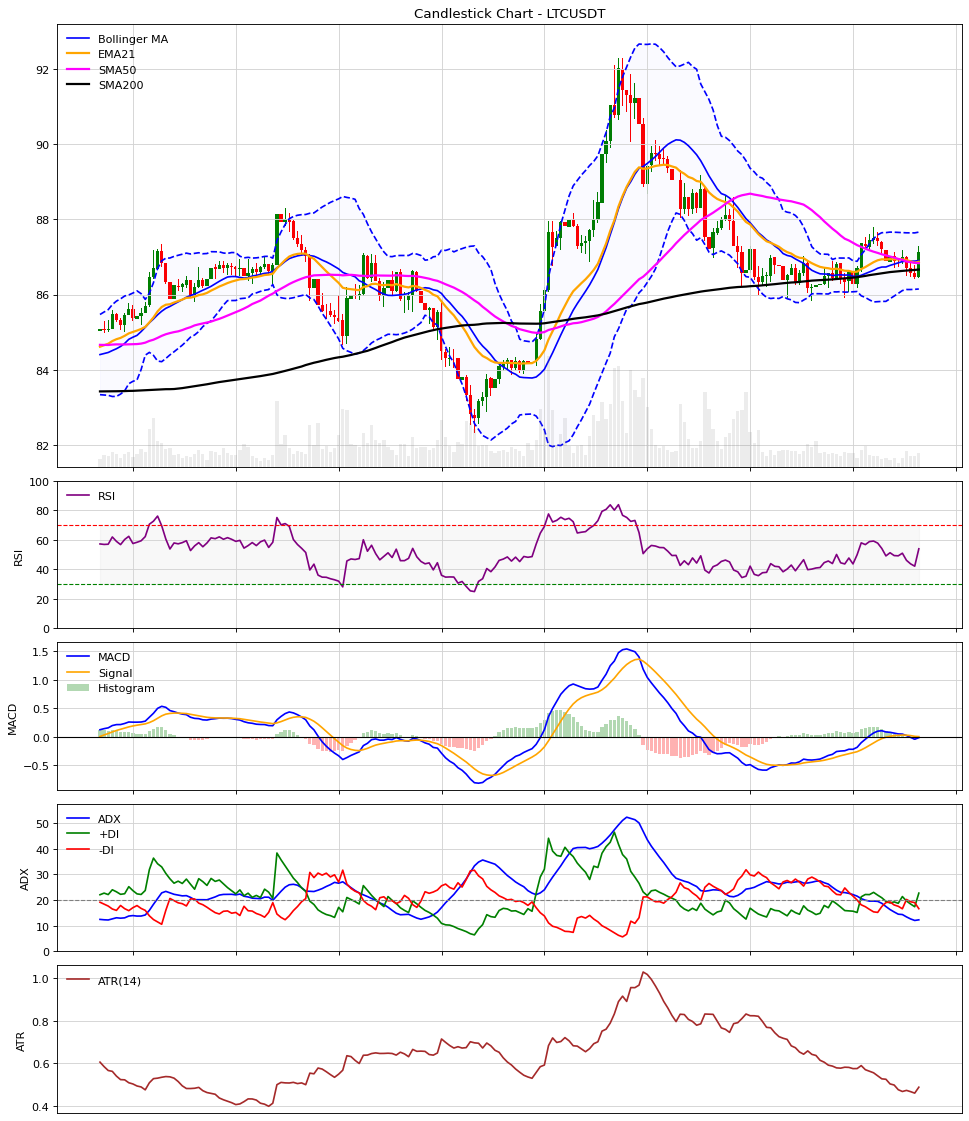 Candlestick Chart - LTCUSDT
Bollinger MA
EMA21
SMA50
SMA200
92
90
88
86
84
82
RSI
RSI
100
80
60
40
20
0
MACD
Signal
Histogram
MACD
1.5
1.0
0.5
0.0
−0.5
ADX
+DI
-DI
ADX
50
40
30
20
10
0
ATR(14)
ATR
1.0
0.8
0.6
0.4